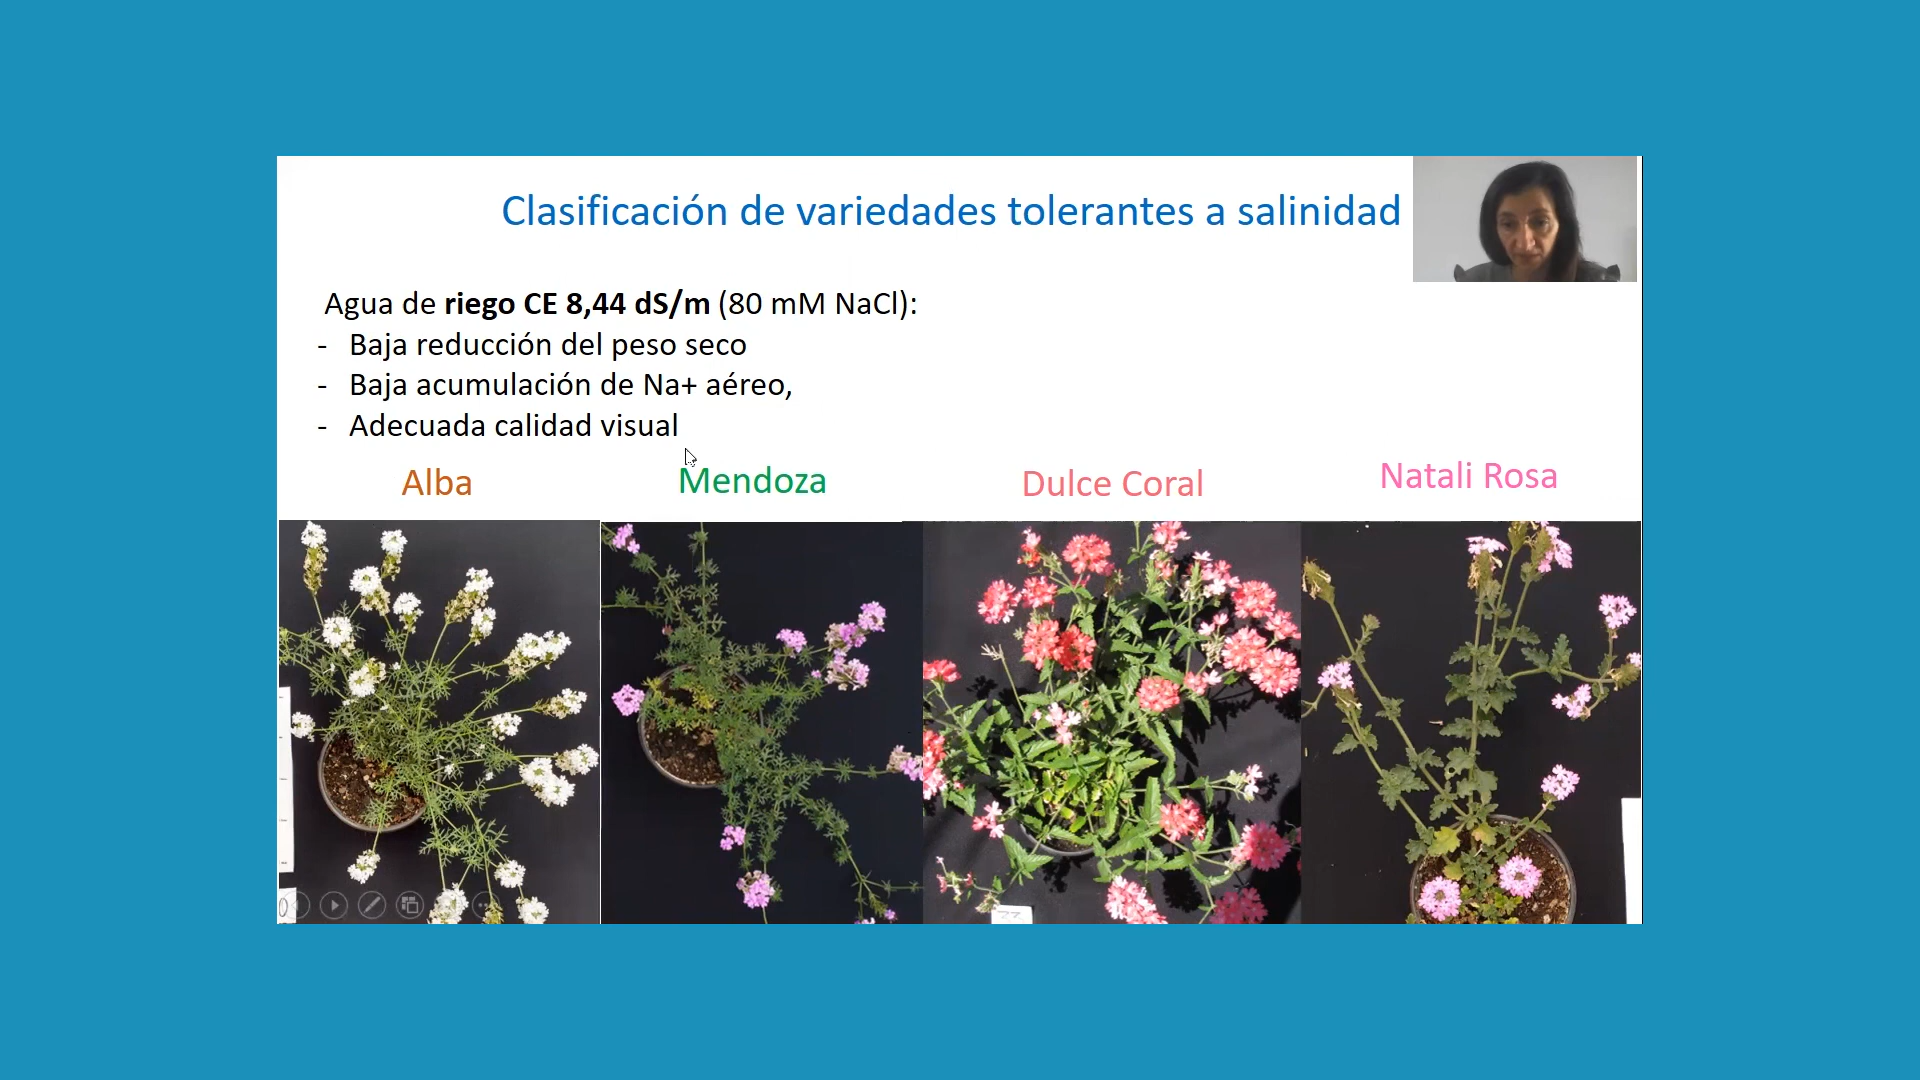 Clasificación de variedades tolerantes a salinidad
Agua de riego CE 8,44 dS/m (80 mM NaCl):
- Baja reducción del peso seco
- Baja acumulación de Na+ aéreo,
- Adecuada calidad visual
Alba
Mendoza
Dulce Coral
Natali Rosa